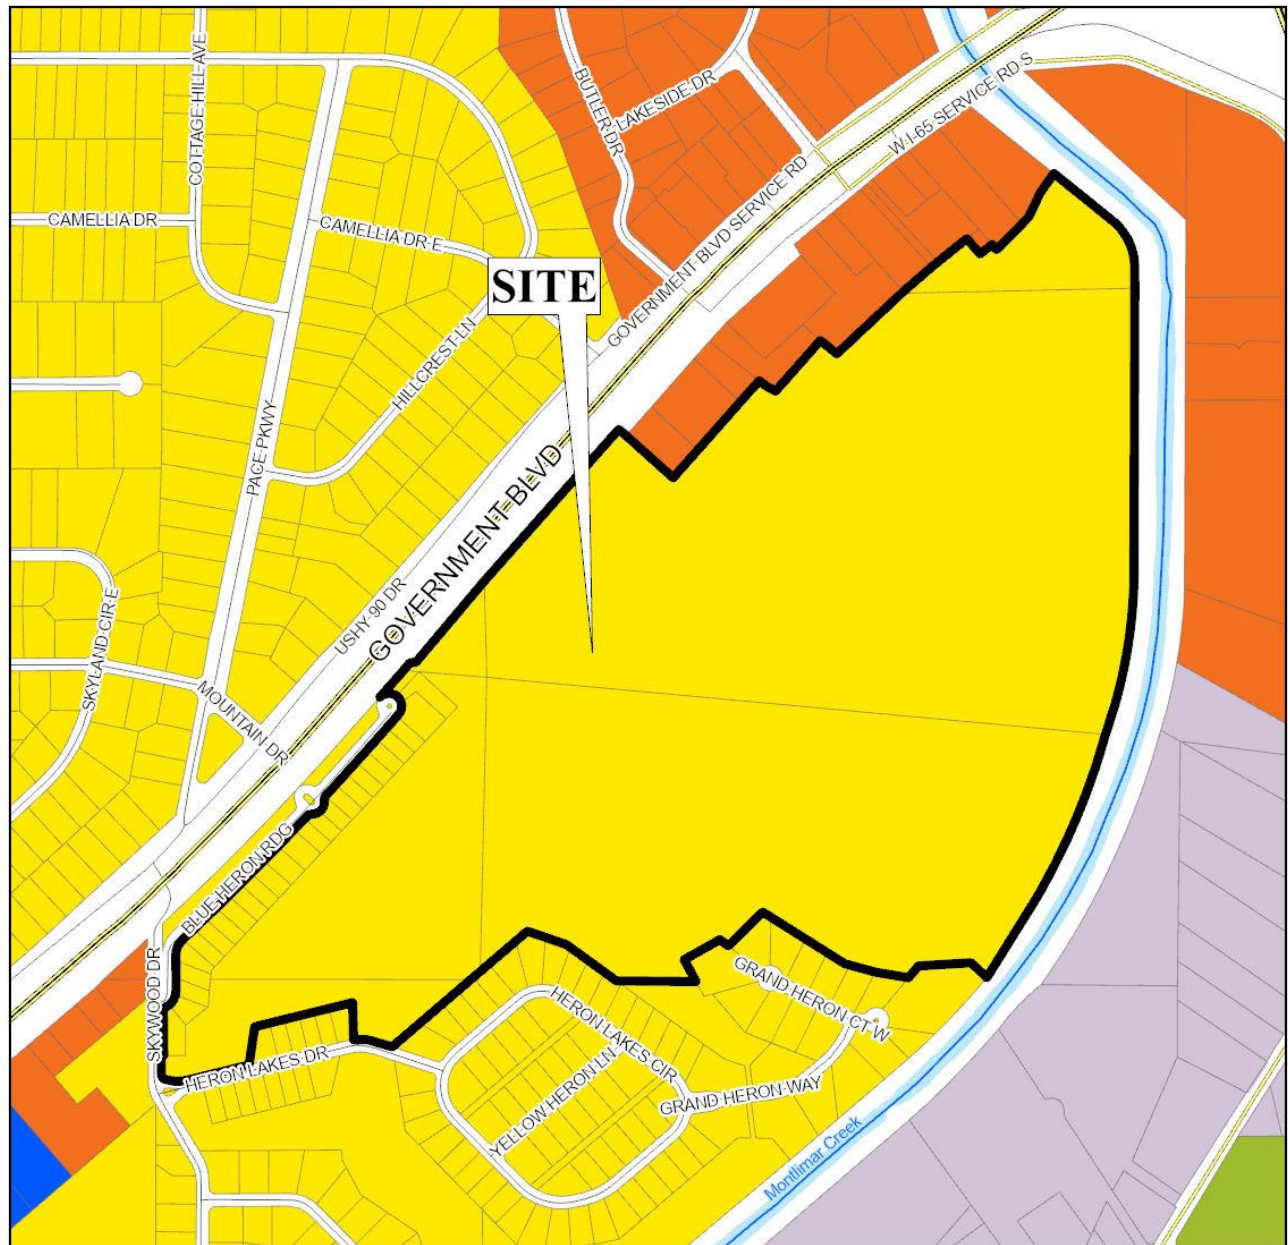 COTTAGE HILL AVE
BUTLER DR
LAKESIDE DR
W I-65 SERVICE RD S
CAMELLIA DR
CAMELLIA DR E
GOVERNMENT BLVD SERVICE RD
SITE
HILLCREST LN
PACE PKWY
GOVERNMENT BLVD
USHY 90 DR
SKYLAND CIR E
MOUNTAIN DR
BLUE HERON RDG
SKYWOOD DR
GRAND HERON CT W
HERON LAKES DR
HERON LAKES CIR
YELLOW HERON LN
GRAND HERON WAY
Montlimar Creek